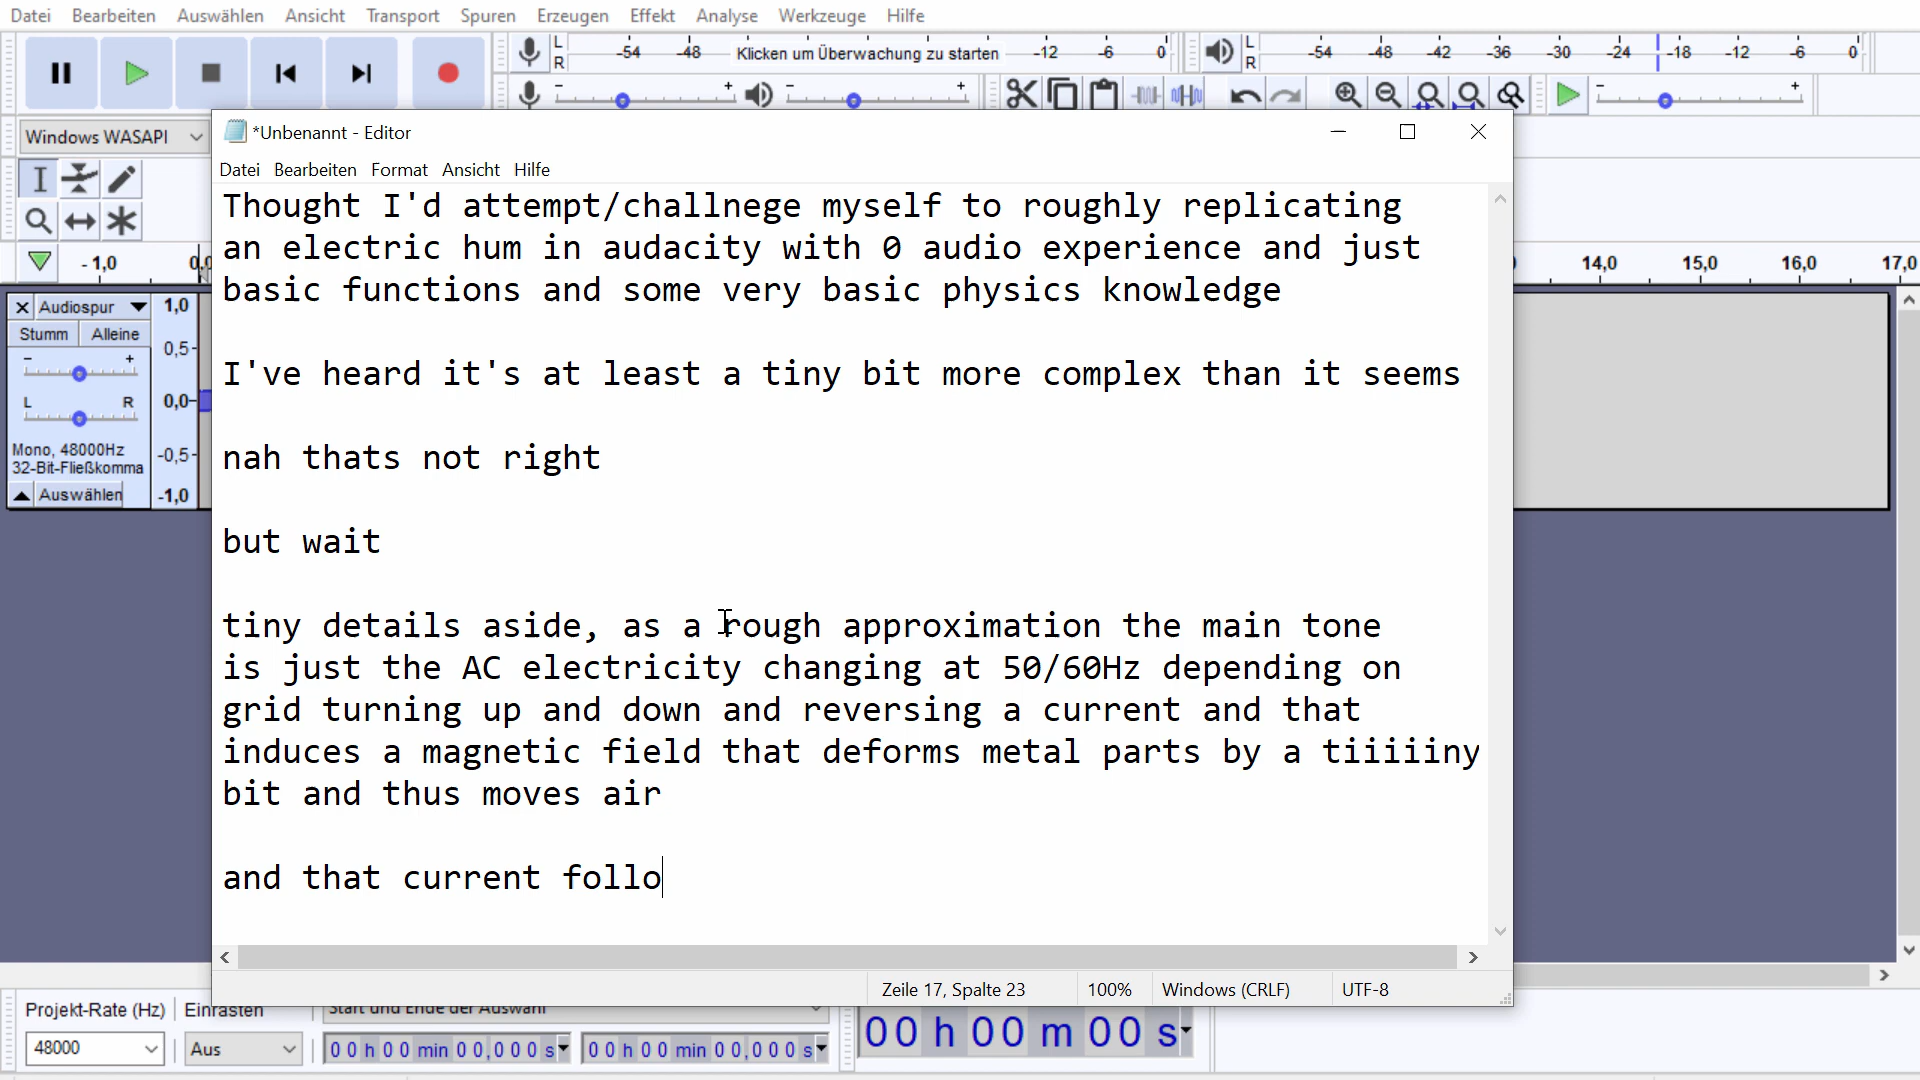 Datei Bearbeiten Auswählen Ansicht Transport Spuren Erzeugen Effekt Analyse Werkzeuge Hilfe
L R -54 -48 Klicken um Überwachung zu starten -12 -6 0 L R -54 -48 -42 -36 -30 -24 -18 -12 -6 0
- + - + - +
Windows WASAPI
*Unbenannt - Editor
Datei Bearbeiten Format Ansicht Hilfe
-1,0 0,0 14,0 15,0 16,0 17,0
Audiospur
Stumm Alleine
- +
L R
Mono, 48000Hz
32-Bit-Fließkomma
Auswählen
1,0
0,5-
0,0-
-0,5-
-1,0
Thought I'd attempt/challnege myself to roughly replicating
an electric hum in audacity with 0 audio experience and just
basic functions and some very basic physics knowledge
I've heard it's at least a tiny bit more complex than it seems
nah thats not right
but wait
tiny details aside, as a rough approximation the main tone
is just the AC electricity changing at 50/60Hz depending on
grid turning up and down and reversing a current and that
induces a magnetic field that deforms metal parts by a tiiiiiny
bit and thus moves air
and that current follo
Zeile 17, Spalte 23 100% Windows (CRLF) UTF-8
Projekt-Rate (Hz) Einrasten Start und Ende der Auswahl
48000 Aus 00 h 00 min 00,000 s 00 h 00 min 00,000 s 00 h 00 m 00 s